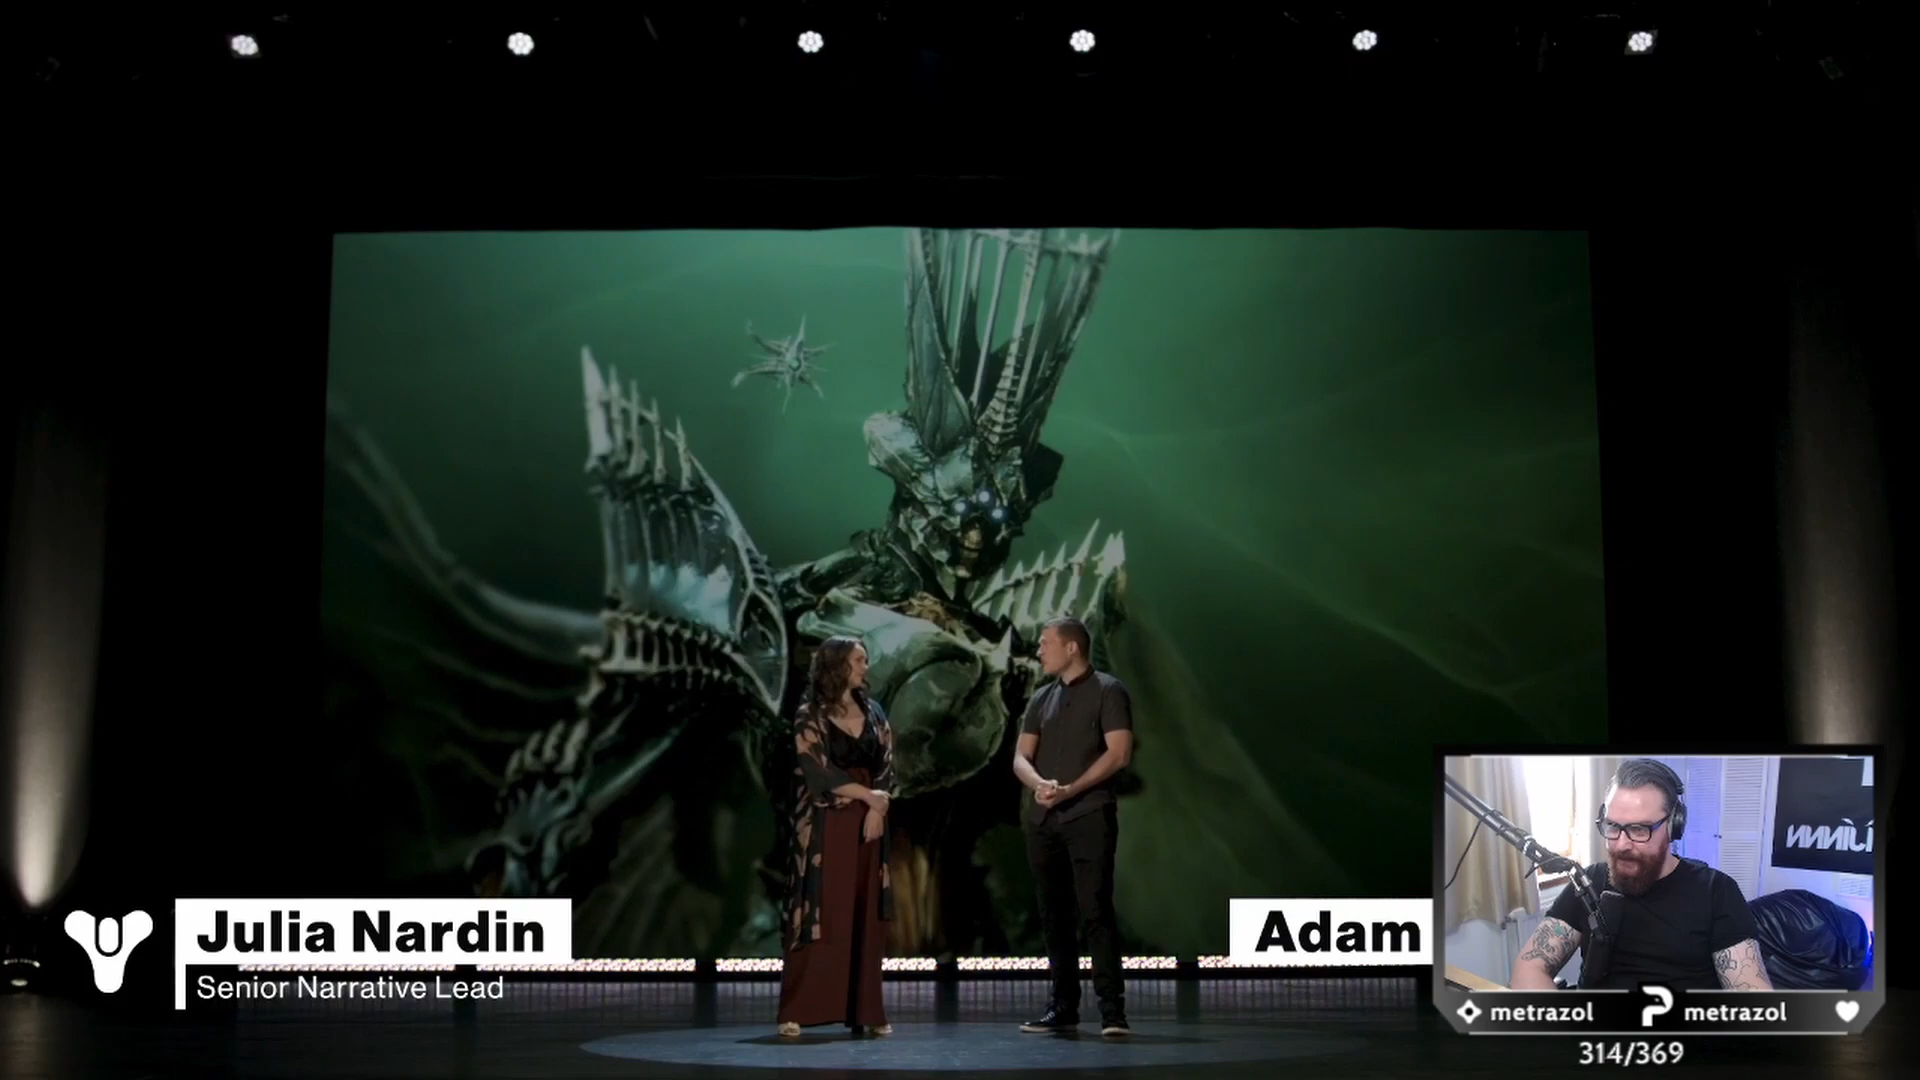 Julia Nardin
Senior Narrative Lead
Adam
metrazol
metrazol
314/369